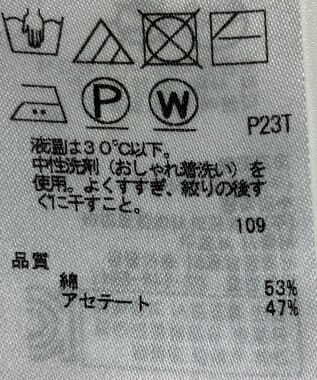 P W
P23T
液温は30℃以下。
中性洗剤（おしゃれ着洗い）を
使用。よくすすぎ、絞りの後す
ぐに干すこと。
109
品質
綿 53%
アセテート 47%